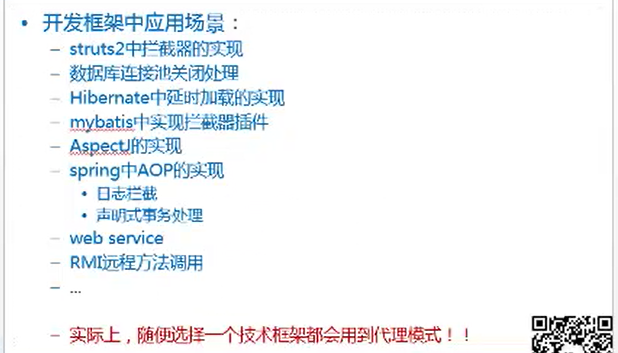 • 开发框架中应用场景：
– struts2中拦截器的实现
– 数据库连接池关闭处理
– Hibernate中延时加载的实现
– mybatis中实现拦截器插件
– AspectJ的实现
– spring中AOP的实现
• 日志拦截
• 声明式事务处理
– web service
– RMI远程方法调用
– ...
– 实际上，随便选择一个技术框架都会用到代理模式！！